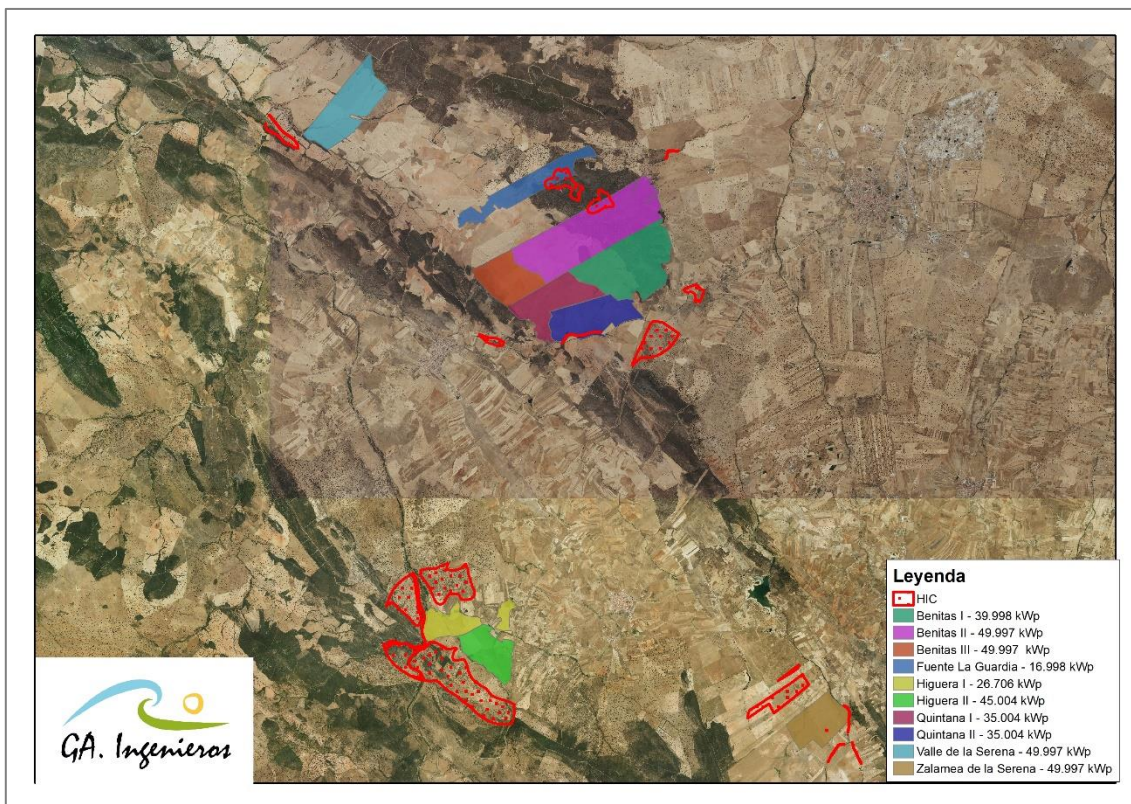 Leyenda
HIC
Benitas I - 39.998 kWp
Benitas II - 49.997 kWp
Benitas III - 49.997 kWp
Fuente La Guardia - 16.998 kWp
Higuera I - 26.706 kWp
Higuera II - 45.004 kWp
Quintana I - 35.004 kWp
Quintana II - 35.004 kWp
Valle de la Serena - 49.997 kWp
Zalamea de la Serena - 49.997 kWp
GA. Ingenieros